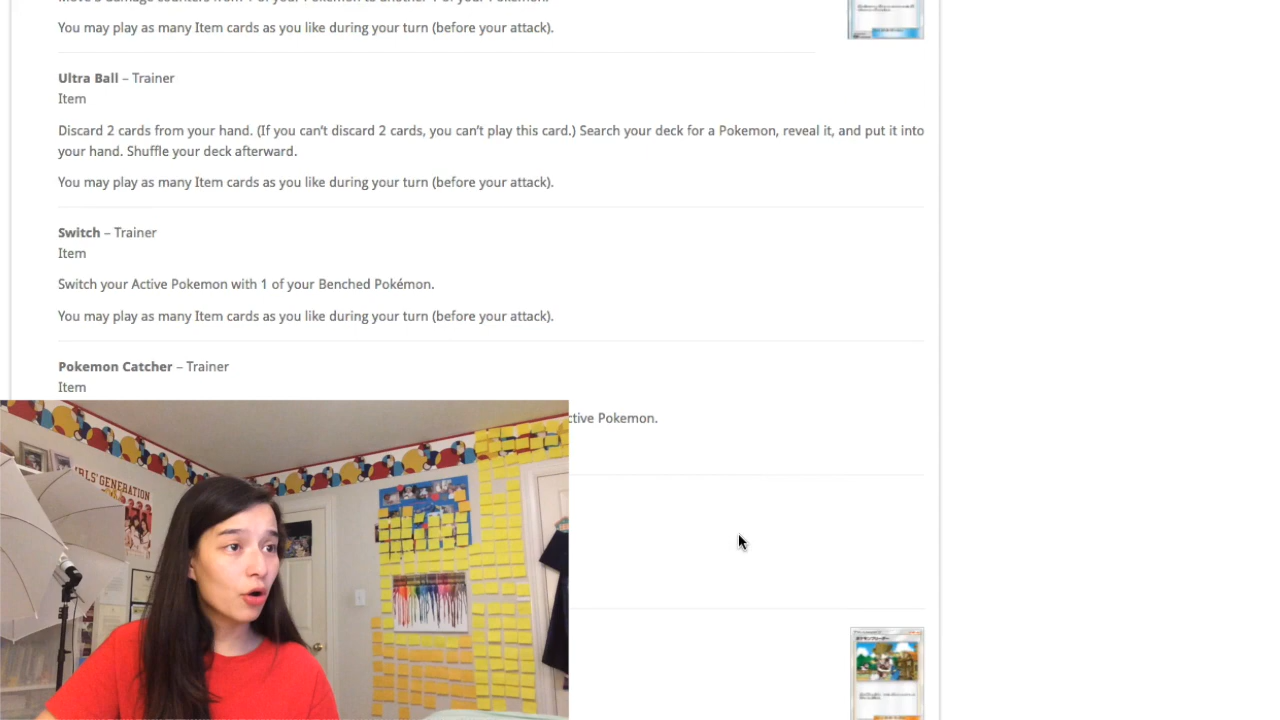 You may play as many Item cards as you like during your turn (before your attack).
Ultra Ball – Trainer
Item
Discard 2 cards from your hand. (If you can't discard 2 cards, you can't play this card.) Search your deck for a Pokemon, reveal it, and put it into
your hand. Shuffle your deck afterward.
You may play as many Item cards as you like during your turn (before your attack).
Switch – Trainer
Item
Switch your Active Pokemon with 1 of your Benched Pokémon.
You may play as many Item cards as you like during your turn (before your attack).
Pokemon Catcher – Trainer
Item
ctive Pokemon.
GIRLS' GENERATION